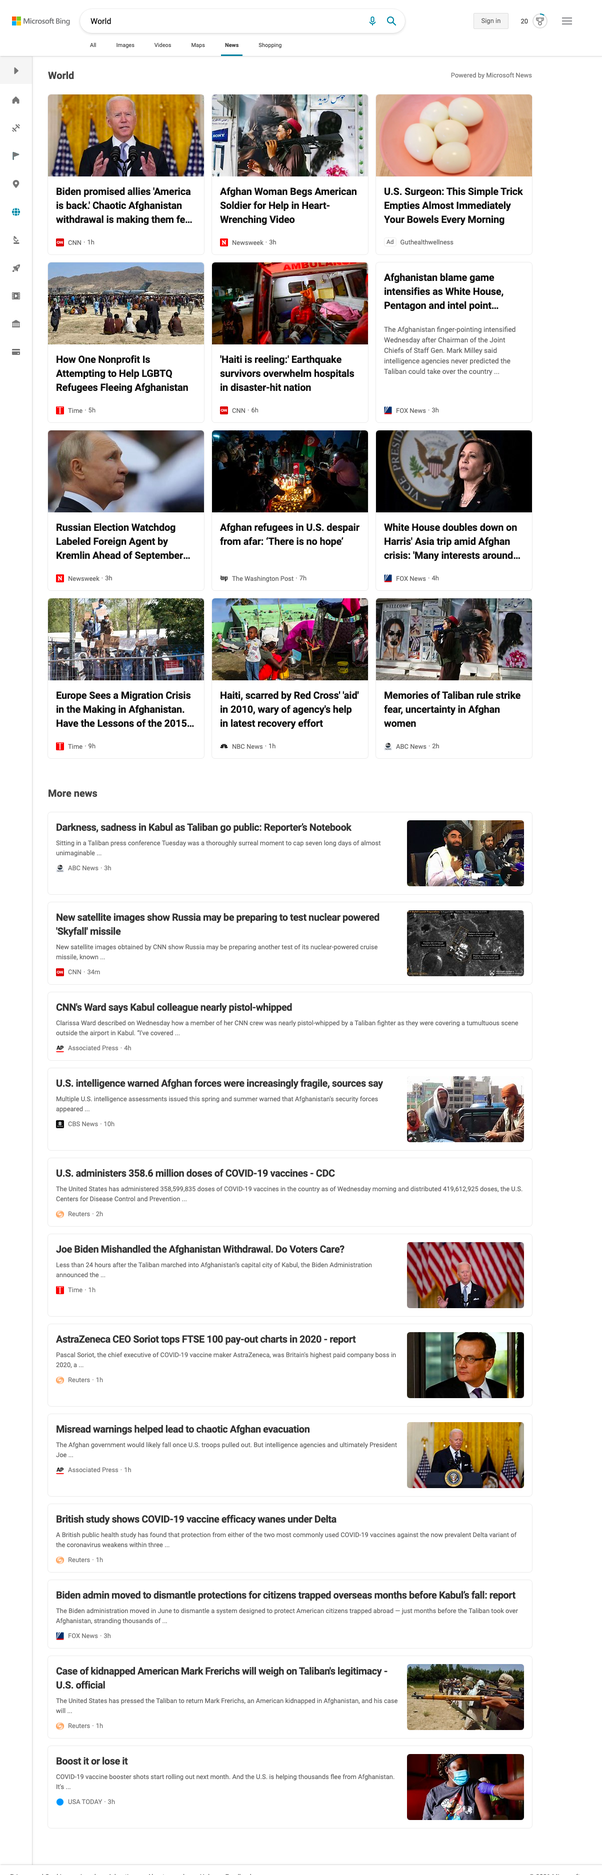 Microsoft Bing
World
Sign in
20
All
Images
Videos
Maps
News
Shopping
World
Powered by Microsoft News
Biden promised allies 'America
is back.' Chaotic Afghanistan
withdrawal is making them fe...
CNN · 1h
SONY
Afghan Woman Begs American
Soldier for Help in Heart-
Wrenching Video
Newsweek · 3h
U.S. Surgeon: This Simple Trick
Empties Almost Immediately
Your Bowels Every Morning
Ad Guthealthwellness
How One Nonprofit Is
Attempting to Help LGBTQ
Refugees Fleeing Afghanistan
Time · 5h
AMBULANC
'Haiti is reeling:' Earthquake
survivors overwhelm hospitals
in disaster-hit nation
CNN · 6h
Afghanistan blame game
intensifies as White House,
Pentagon and intel point...
The Afghanistan finger-pointing intensified
Wednesday after Chairman of the Joint
Chiefs of Staff Gen. Mark Milley said
intelligence agencies never predicted the
Taliban could take over the country ...
FOX News · 3h
Russian Election Watchdog
Labeled Foreign Agent by
Kremlin Ahead of September...
Newsweek · 3h
Afghan refugees in U.S. despair
from afar: 'There is no hope'
The Washington Post · 7h
VICE PRESIDEN
White House doubles down on
Harris' Asia trip amid Afghan
crisis: 'Many interests around...
FOX News · 4h
Europe Sees a Migration Crisis
in the Making in Afghanistan.
Have the Lessons of the 2015...
Time · 9h
Haiti, scarred by Red Cross' 'aid'
in 2010, wary of agency's help
in latest recovery effort
NBC News · 1h
Memories of Taliban rule strike
fear, uncertainty in Afghan
women
ABC News · 2h
More news
Darkness, sadness in Kabul as Taliban go public: Reporter's Notebook
Sitting in a Taliban press conference Tuesday was a thoroughly surreal moment to cap seven long days of almost
unimaginable ...
ABC News · 3h
New satellite images show Russia may be preparing to test nuclear powered
'Skyfall' missile
New satellite images obtained by CNN show Russia may be preparing another test of its nuclear-powered cruise
missile, known ...
CNN · 34m
CNN's Ward says Kabul colleague nearly pistol-whipped
Clarissa Ward described on Wednesday how a member of her CNN crew was nearly pistol-whipped by a Taliban fighter as they were covering a tumultuous scene
outside the airport in Kabul. "I've covered ...
AP Associated Press · 4h
U.S. intelligence warned Afghan forces were increasingly fragile, sources say
Multiple U.S. intelligence assessments issued this spring and summer warned that Afghanistan's security forces
appeared ...
CBS News · 10h
U.S. administers 358.6 million doses of COVID-19 vaccines - CDC
The United States has administered 358,599,835 doses of COVID-19 vaccines in the country as of Wednesday morning and distributed 419,612,925 doses, the U.S.
Centers for Disease Control and Prevention ...
Reuters · 2h
Joe Biden Mishandled the Afghanistan Withdrawal. Do Voters Care?
Less than 24 hours after the Taliban marched into Afghanistan's capital city of Kabul, the Biden Administration
announced the ...
Time · 1h
AstraZeneca CEO Soriot tops FTSE 100 pay-out charts in 2020 - report
Pascal Soriot, the chief executive of COVID-19 vaccine maker AstraZeneca, was Britain's highest paid company boss in
2020, a ...
Reuters · 1h
Misread warnings helped lead to chaotic Afghan evacuation
The Afghan government would likely fall once U.S. troops pulled out. But intelligence agencies and ultimately President
Joe ...
AP Associated Press · 1h
British study shows COVID-19 vaccine efficacy wanes under Delta
A British public health study has found that protection from either of the two most commonly used COVID-19 vaccines against the now prevalent Delta variant of
the coronavirus weakens within three ...
Reuters · 1h
Biden admin moved to dismantle protections for citizens trapped overseas months before Kabul's fall: report
The Biden administration moved in June to dismantle a system designed to protect American citizens trapped abroad — just months before the Taliban took over
Afghanistan, stranding thousands of ...
FOX News · 3h
Case of kidnapped American Mark Frerichs will weigh on Taliban's legitimacy -
U.S. official
The United States has pressed the Taliban to return Mark Frerichs, an American kidnapped in Afghanistan, and his case
will ...
Reuters · 1h
Boost it or lose it
COVID-19 vaccine booster shots start rolling out next month. And the U.S. is helping thousands flee from Afghanistan.
It's ...
USA TODAY · 3h